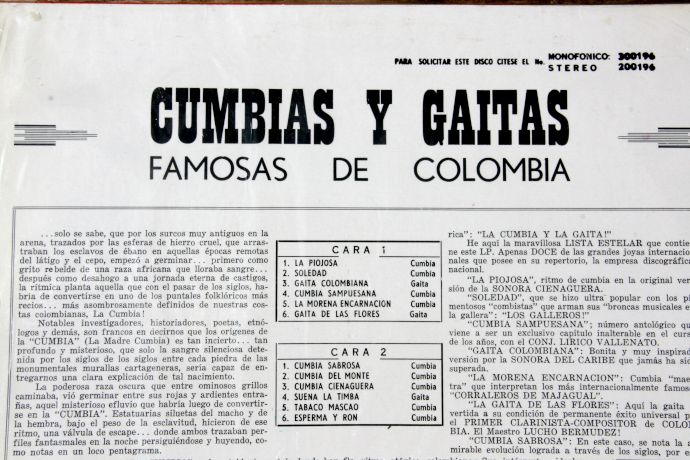 PARA SOLICITAR ESTE DISCO CITESE EL No. MONOFONICO: 300196
STEREO 200196
CUMBIAS Y GAITAS
FAMOSAS DE COLOMBIA
...solo se sabe, que por los surcos muy antiguos en la
arena, trazados por las esferas de hierro cruel, que arras-
traban los esclavos de ébano en aquellas épocas remotas
del látigo y el cepo, empezó a germinar... primero como
grito rebelde de una raza africana que lloraba sangre...
después como desahogo a una jornada eterna de castigos,
la rítmica planta aquella que con el pasar de los siglos, ha-
bría de convertirse en uno de los puntales folklóricos más
recios... más asombrosamente definidos de nuestras cos-
tas colombianas, La Cumbia!
Notables investigadores, historiadores, poetas, etnó-
logos y demás, son francos en decirnos que los orígenes de
la "CUMBIA" (La Madre Cumbia) es tan incierto... tan
profundo y misterioso, que solo la sangre silenciosa dete-
nida por los siglos de los siglos entre cada piedra de las
monumentales murallas cartageneras, sería capaz de en-
tregarnos una clara explicación de tal nacimiento.
La poderosa raza oscura que entre ominosos grillos
caminaba, vió germinar entre sus rojas y ardientes entra-
ñas, aquel misterioso efluvio que habría luego de convertir-
se en la "CUMBIA". Estatuarias siluetas del macho y de
la hembra, bajo el peso de la esclavitud, hicieron de ese
ritmo, una válvula de escape... donde ambos trazaban per-
files fantasmales en la noche persiguiéndose y huyendo, co-
mo notas en un pentagrama.
CARA 1
1. LA PIOJOSA Cumbia
2. SOLEDAD Cumbia
3. GAITA COLOMBIANA Gaita
4. CUMBIA SAMPUESANA Cumbia
5. LA MORENA ENCARNACION Cumbia
6. GAITA DE LAS FLORES Gaita
CARA 2
1. CUMBIA SABROSA Cumbia
2. CUMBIA DEL MONTE Cumbia
3. CUMBIA CIENAGUERA Cumbia
4. SUENA LA TIMBA Gaita
5. TABACO MASCAO Cumbia
6. ESPERMA Y RON Cumbia
rica": "LA CUMBIA Y LA GAITA!"
He aquí la maravillosa LISTA ESTELAR que contie
ne este LP. Apenas DOCE de las grandes joyas internacio
nales que posee en su repertorio, la empresa discográfic
nacional.
"LA PIOJOSA", ritmo de cumbia en la original ver
sión de la SONORA CIENAGUERA.
"SOLEDAD", que se hizo ultra popular con los pi
mentosos "combistas" que arman sus "broncas musicales e
la gallera": "LOS GALLEROS!"
"CUMBIA SAMPUESANA"; número antológico qu
viene a ser un exclusivo capítulo inalterable en el curs
de los años, con el CONJ. LIRICO VALLENATO.
"GAITA COLOMBIANA": Bonita y muy inspirad
versión por la SONORA DEL CARIBE que jamás ha sid
superada.
"LA MORENA ENCARNACION": Cumbia "mae
tra" que interpretan los más internacionalmente famoso
"CORRALEROS DE MAJAGUAL".
"LA GAITA DE LAS FLORES": Aquí la gaita
vertida a su condición de permanente éxito universal p
el PRIMER CLARINISTA-COMPOSITOR de COLO
BIA. El Maestro LUCHO BERMUDEZ!
"CUMBIA SABROSA": En este caso, se nota la a
mirable evolución lograda a través de los siglos, por es